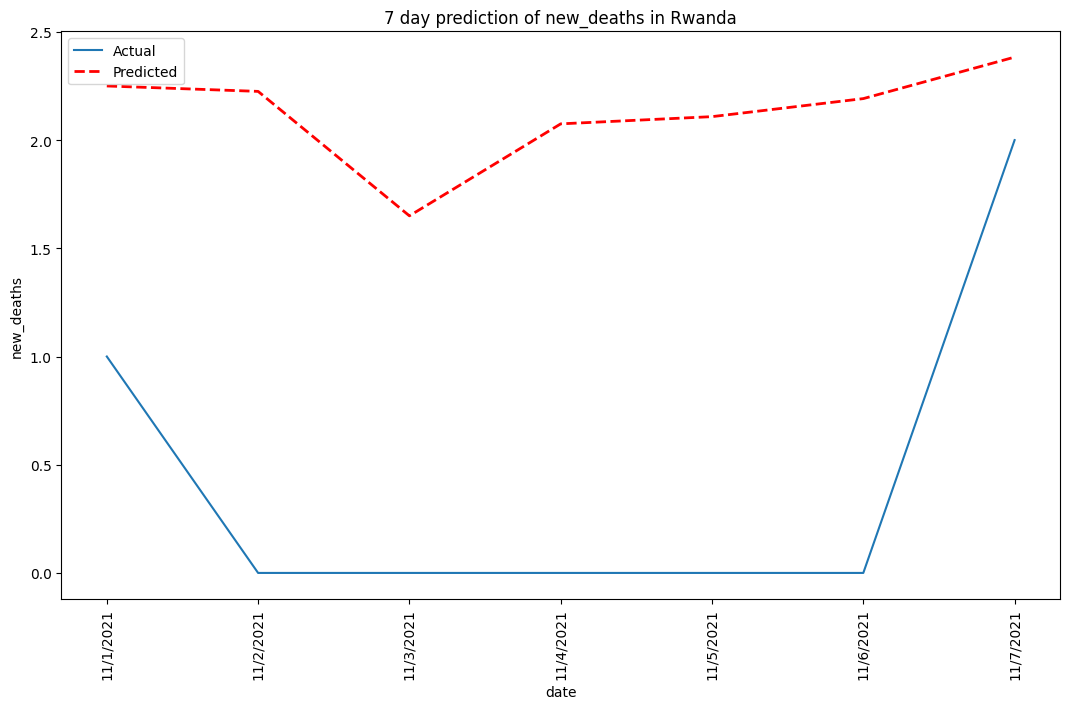 7 day prediction of new_deaths in Rwanda
Actual
Predicted
new_deaths
2.5
2.0
1.5
1.0
0.5
0.0
11/1/2021
11/2/2021
11/3/2021
11/4/2021
11/5/2021
11/6/2021
11/7/2021
date